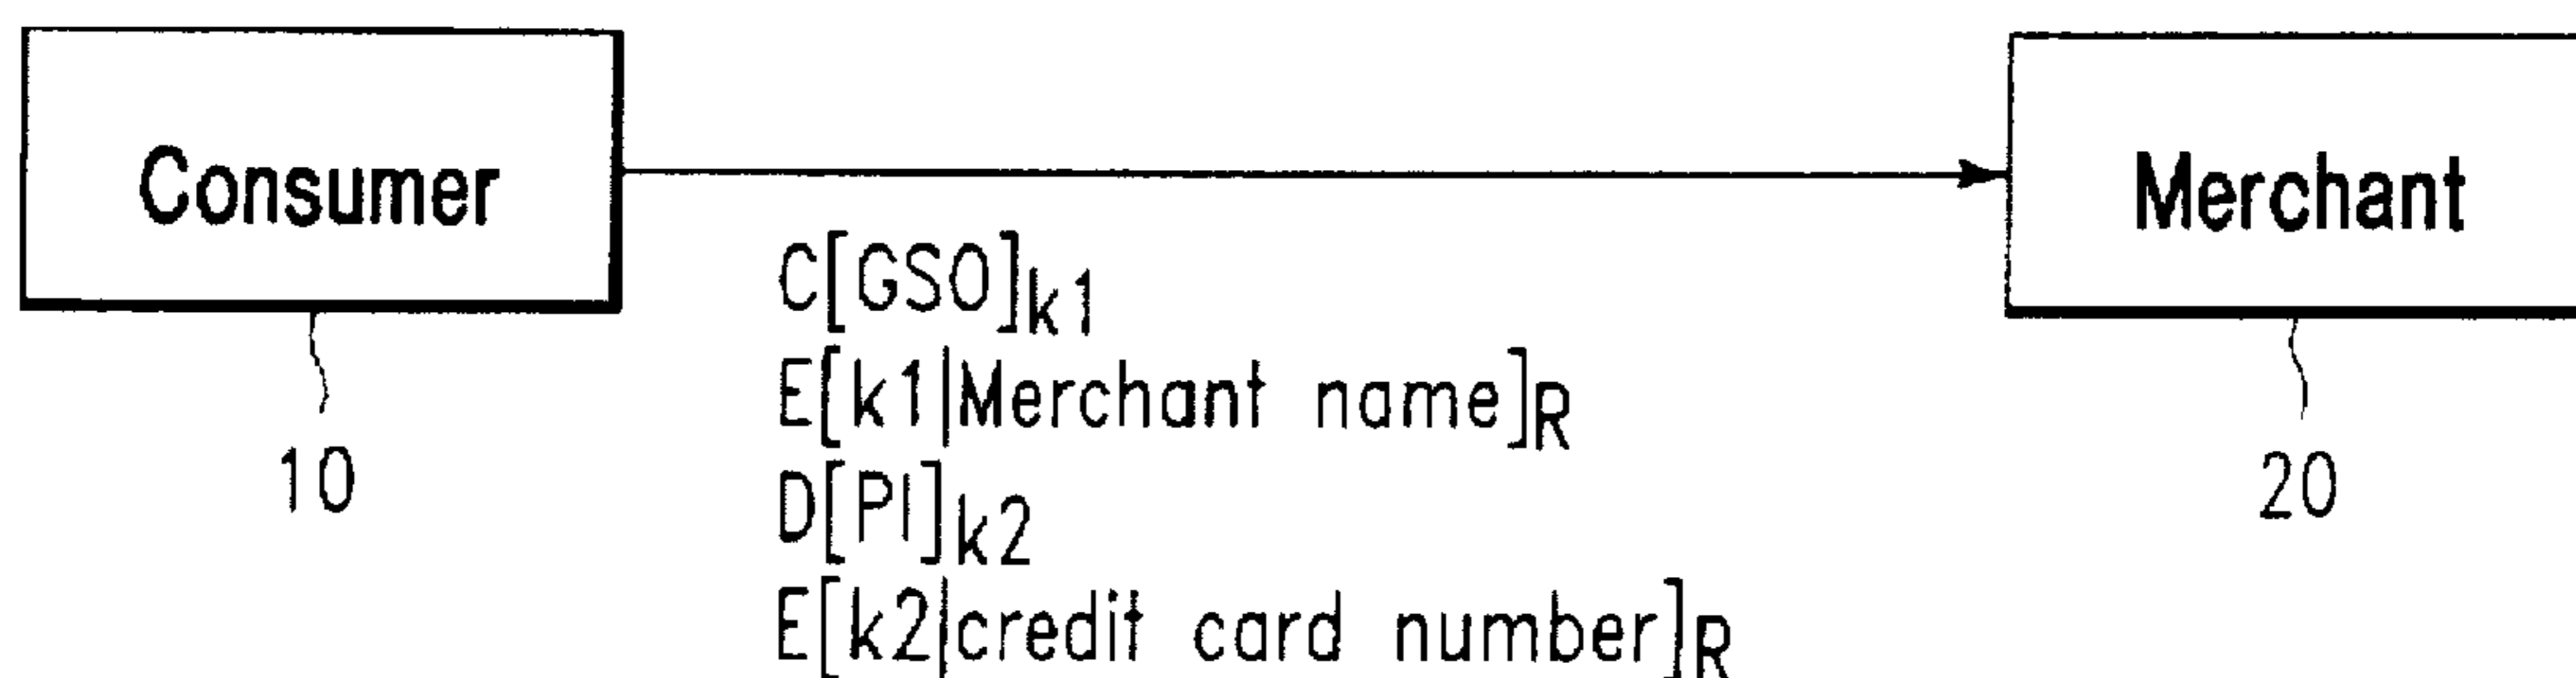 Consumer
Merchant
C[GSO]k1
E[k1|Merchant name]R
D[PI]k2
E[k2|credit card number]R
10
20